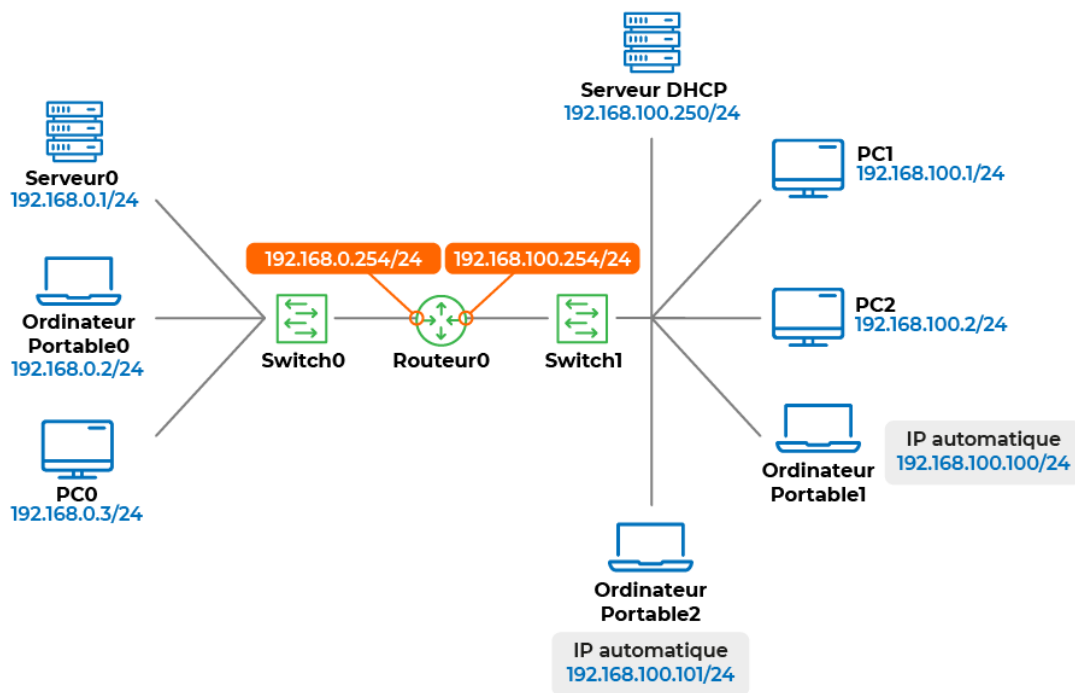 Serveur DHCP
192.168.100.250/24
Serveur0
192.168.0.1/24
PC1
192.168.100.1/24
192.168.0.254/24
192.168.100.254/24
Ordinateur
Portable0
192.168.0.2/24
Switch0
Routeur0
Switch1
PC2
192.168.100.2/24
PC0
192.168.0.3/24
Ordinateur
Portable1
IP automatique
192.168.100.100/24
Ordinateur
Portable2
IP automatique
192.168.100.101/24